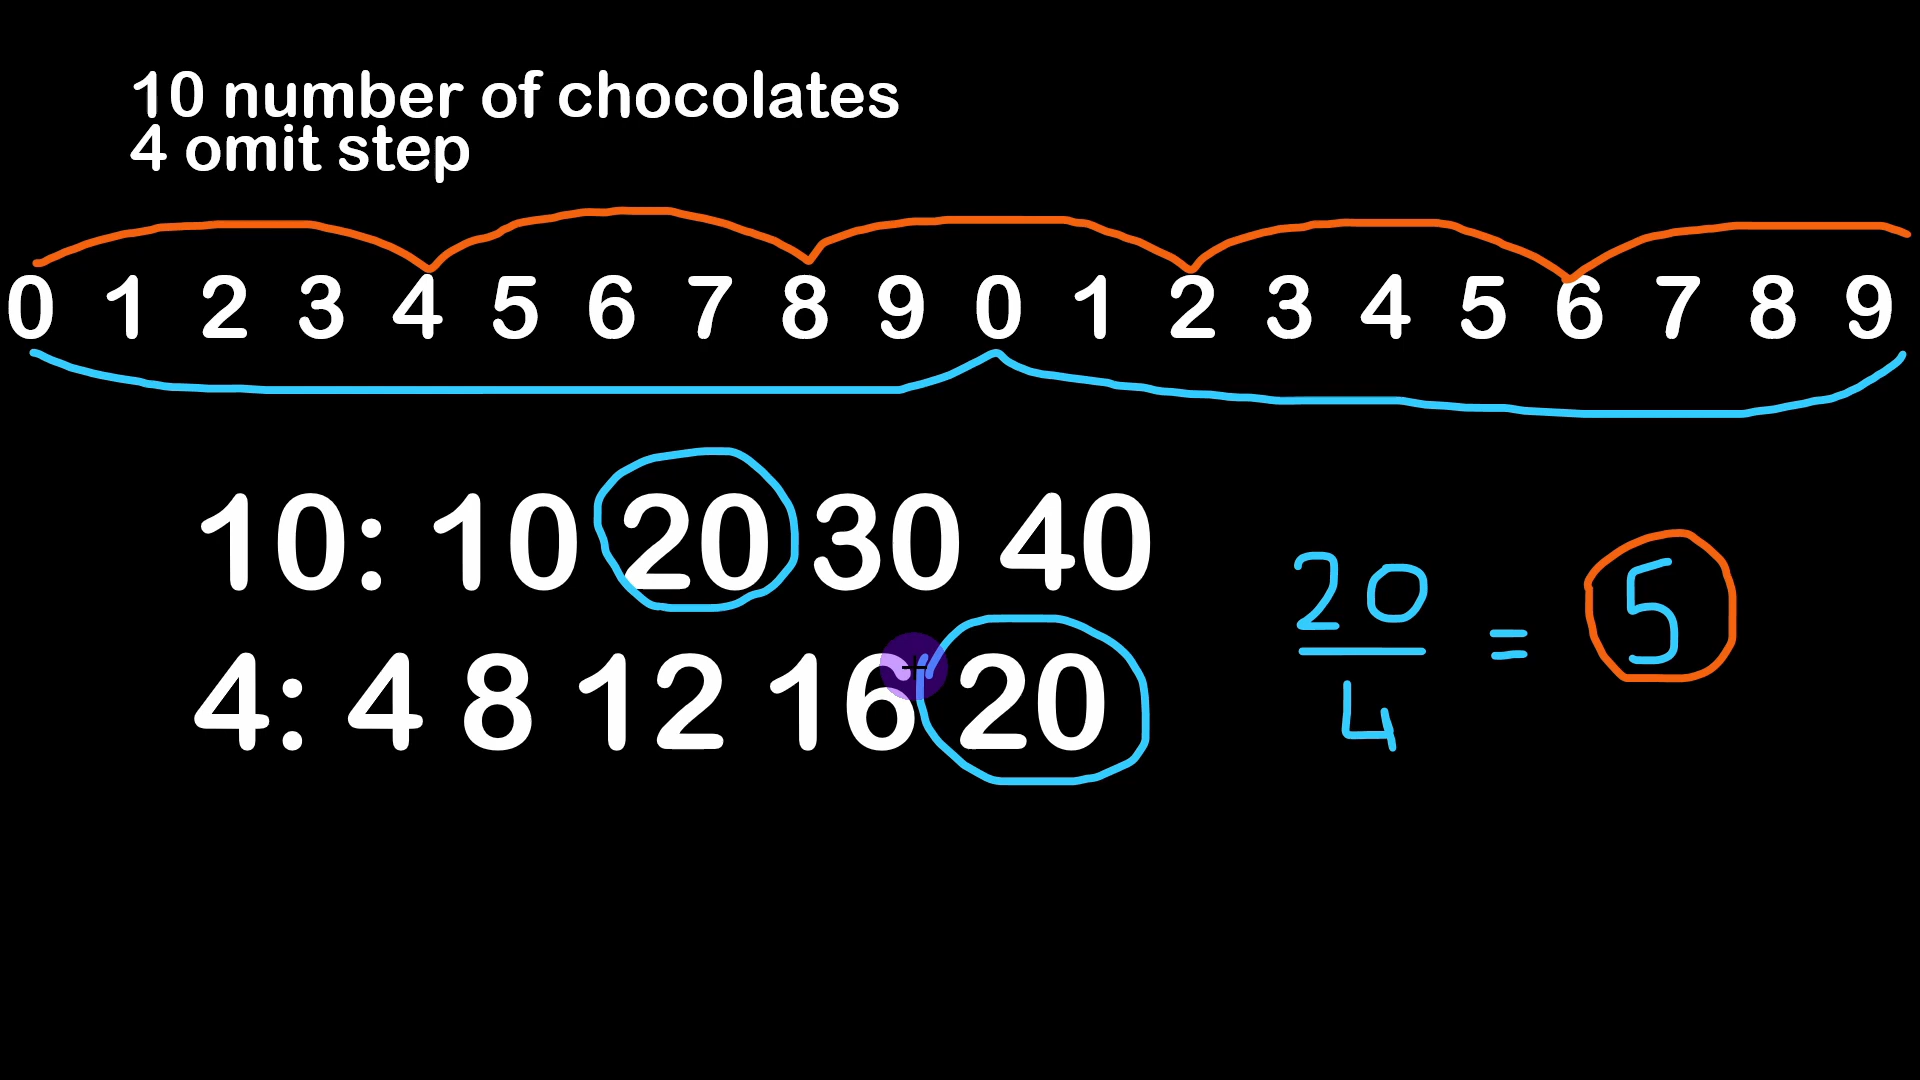 10 number of chocolates
4 omit step
0 1 2 3 4 5 6 7 8 9 0 1 2 3 4 5 6 7 8 9
10: 10 20 30 40
4: 4 8 12 16 20
20
4
= 5